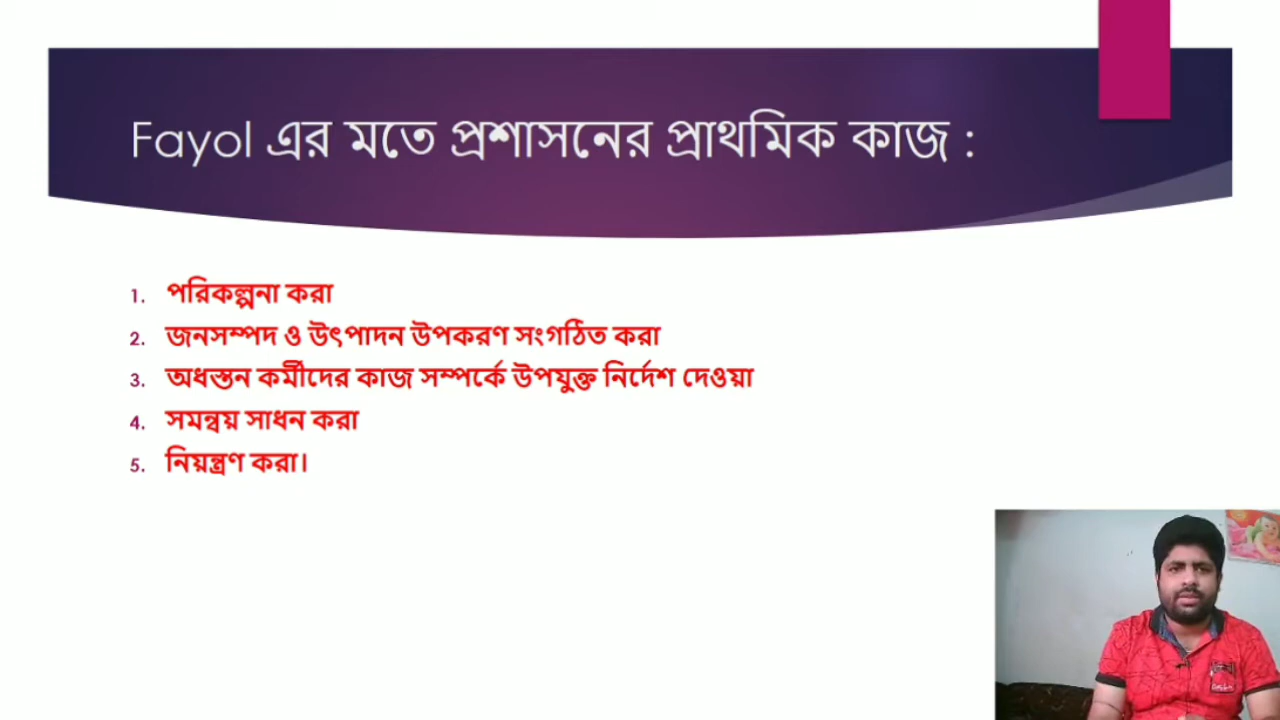 Fayol এর মতে প্রশাসনের প্রাথমিক কাজ :
1. পরিকল্পনা করা
2. জনসম্পদ ও উৎপাদন উপকরণ সংগঠিত করা
3. অধস্তন কর্মীদের কাজ সম্পর্কে উপযুক্ত নির্দেশ দেওয়া
4. সমন্বয় সাধন করা
5. নিয়ন্ত্রণ করা।